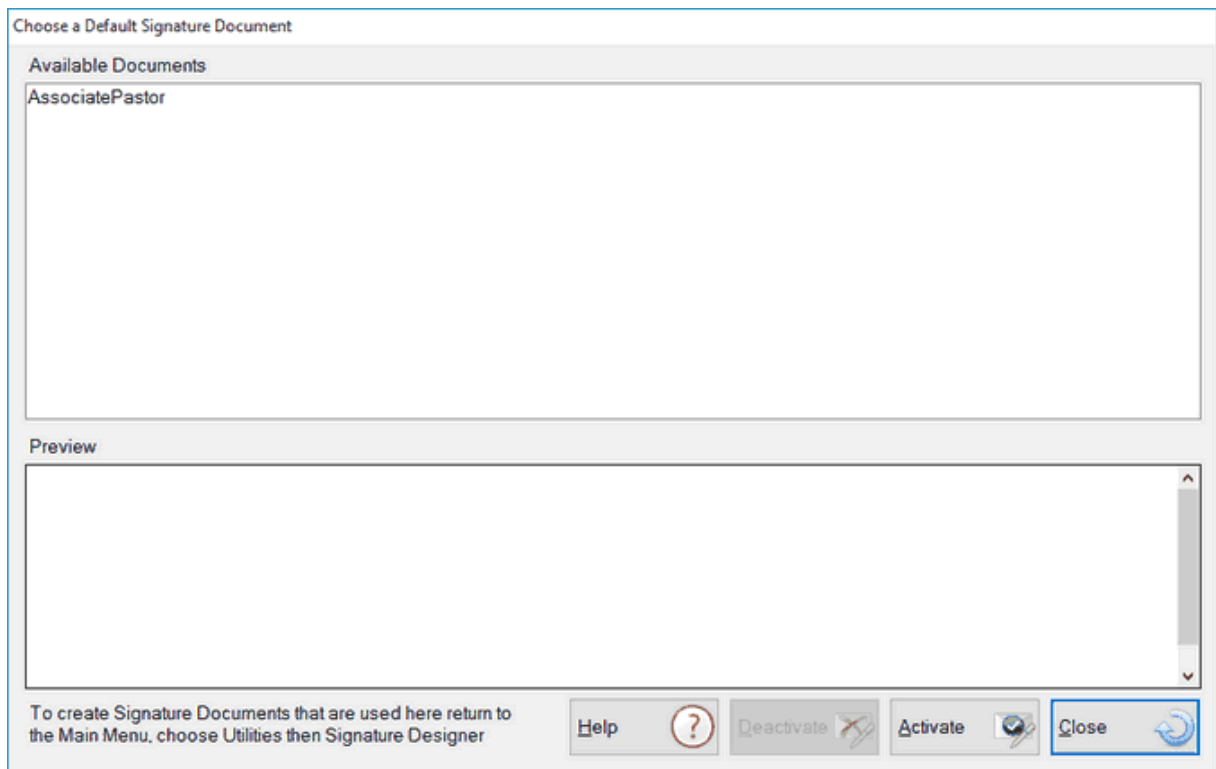 Choose a Default Signature Document
Available Documents
AssociatePastor
Preview
To create Signature Documents that are used here return to
the Main Menu, choose Utilities then Signature Designer
Help
Deactivate
Activate
Close